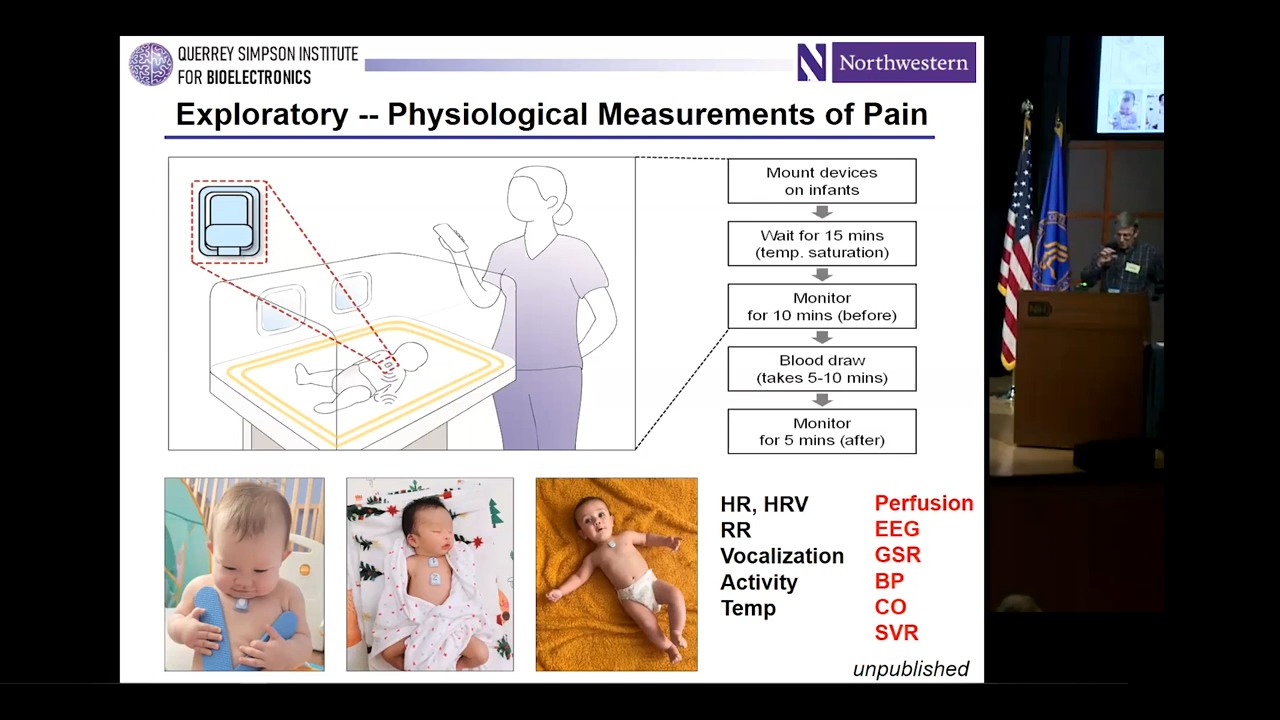 QUERREY SIMPSON INSTITUTE
FOR BIOELECTRONICS
N Northwestern
Exploratory -- Physiological Measurements of Pain
Mount devices
on infants
Wait for 15 mins
(temp. saturation)
Monitor
for 10 mins (before)
Blood draw
(takes 5-10 mins)
Monitor
for 5 mins (after)
HR, HRV
RR
Vocalization
Activity
Temp
Perfusion
EEG
GSR
BP
CO
SVR
unpublished
NIH